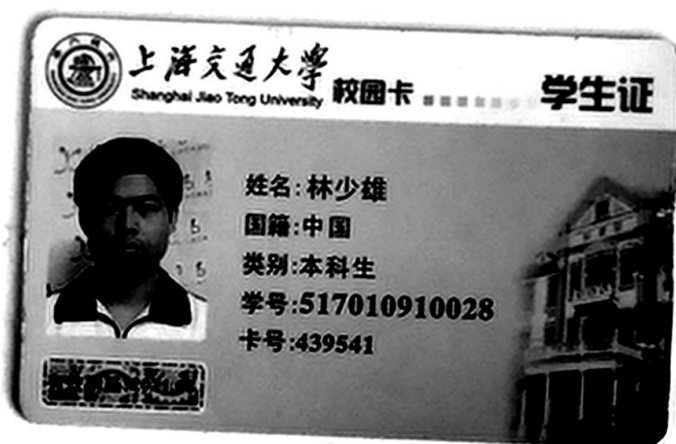 上海交通大学
Shanghai Jiao Tong University 校园卡
学生证
姓名:林少雄
国籍:中国
类别:本科生
学号:517010910028
卡号:439541